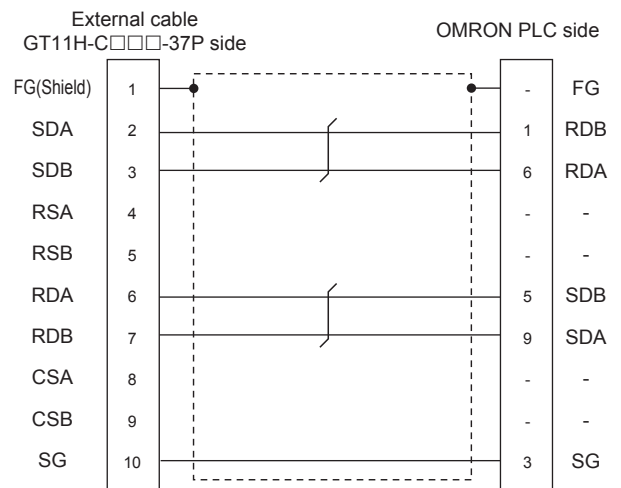 External cable
GT11H-C□□□-37P side
OMRON PLC side
FG(Shield) 1 - FG
SDA 2 1 RDB
SDB 3 6 RDA
RSA 4 - -
RSB 5 - -
RDA 6 5 SDB
RDB 7 9 SDA
CSA 8 - -
CSB 9 - -
SG 10 3 SG